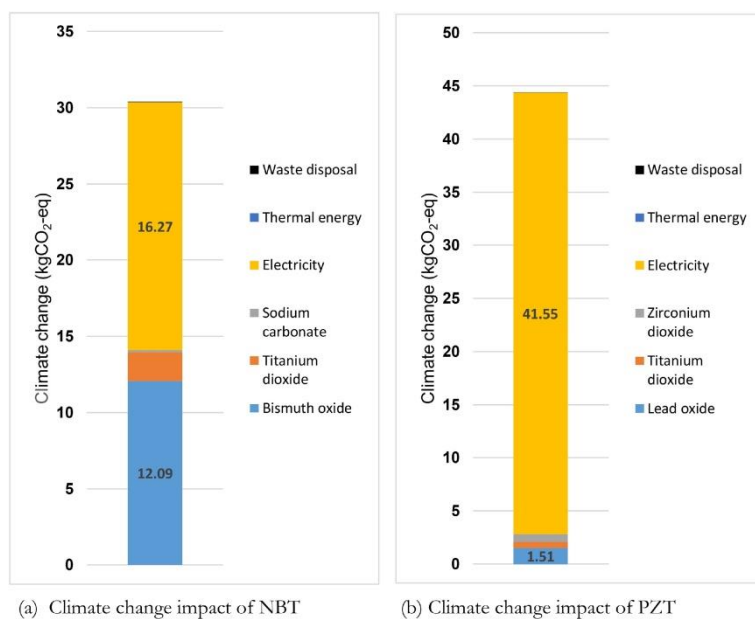 35
30
25
20
15
10
5
0
Climate change (kgCO₂-eq)
16.27
12.09
Waste disposal
Thermal energy
Electricity
Sodium
carbonate
Titanium
dioxide
Bismuth oxide
(a) Climate change impact of NBT
50
45
40
35
30
25
20
15
10
5
0
Climate change (kgCO₂-eq)
41.55
1.51
Waste disposal
Thermal energy
Electricity
Zirconium
dioxide
Titanium
dioxide
Lead oxide
(b) Climate change impact of PZT